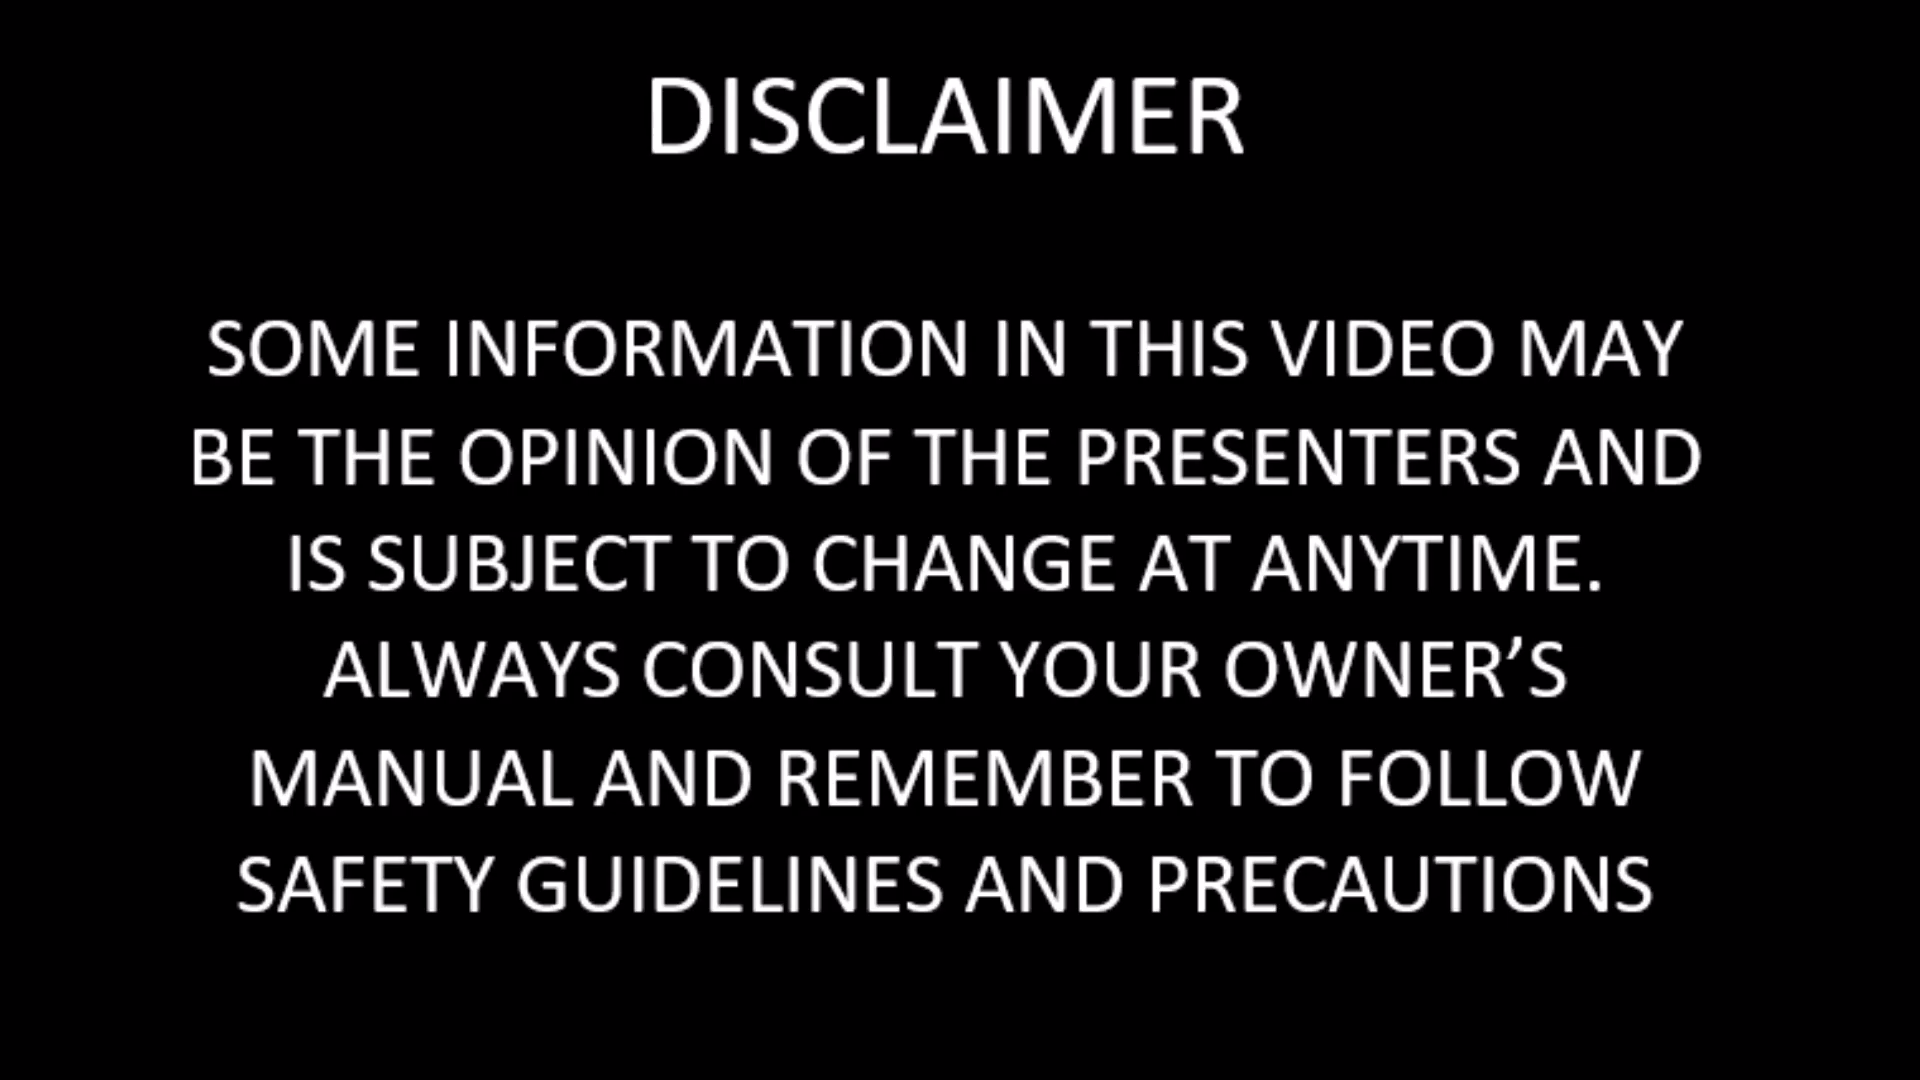 DISCLAIMER
SOME INFORMATION IN THIS VIDEO MAY
BE THE OPINION OF THE PRESENTERS AND
IS SUBJECT TO CHANGE AT ANYTIME.
ALWAYS CONSULT YOUR OWNER’S
MANUAL AND REMEMBER TO FOLLOW
SAFETY GUIDELINES AND PRECAUTIONS